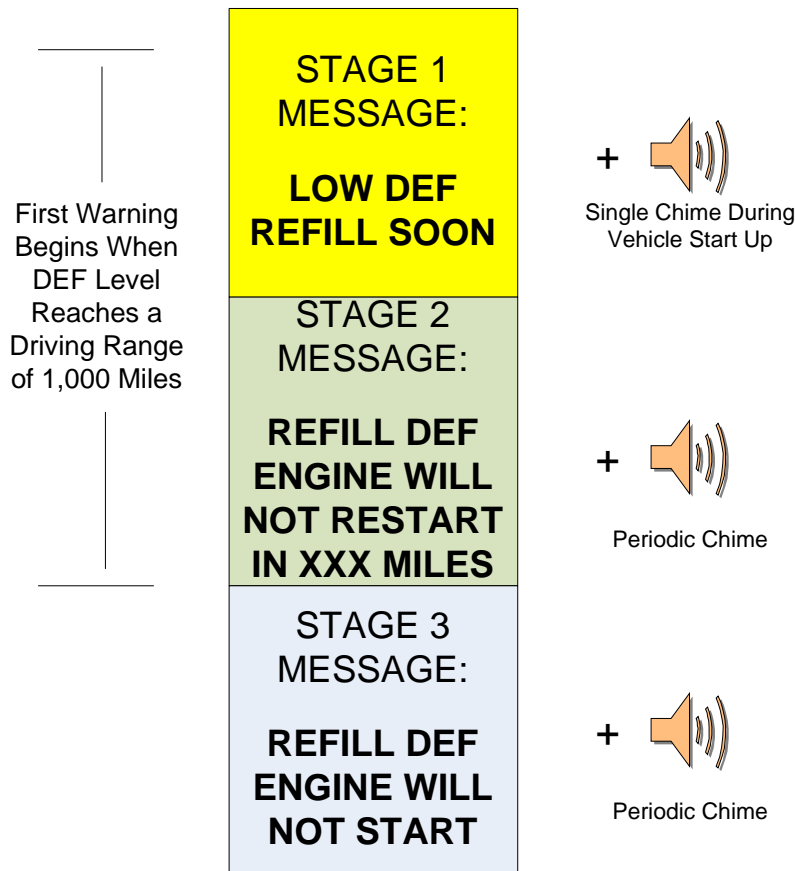 First Warning
Begins When
DEF Level
Reaches a
Driving Range
of 1,000 Miles
STAGE 1
MESSAGE:
LOW DEF
REFILL SOON
+
Single Chime During
Vehicle Start Up
STAGE 2
MESSAGE:
REFILL DEF
ENGINE WILL
NOT RESTART
IN XXX MILES
+
Periodic Chime
STAGE 3
MESSAGE:
REFILL DEF
ENGINE WILL
NOT START
+
Periodic Chime